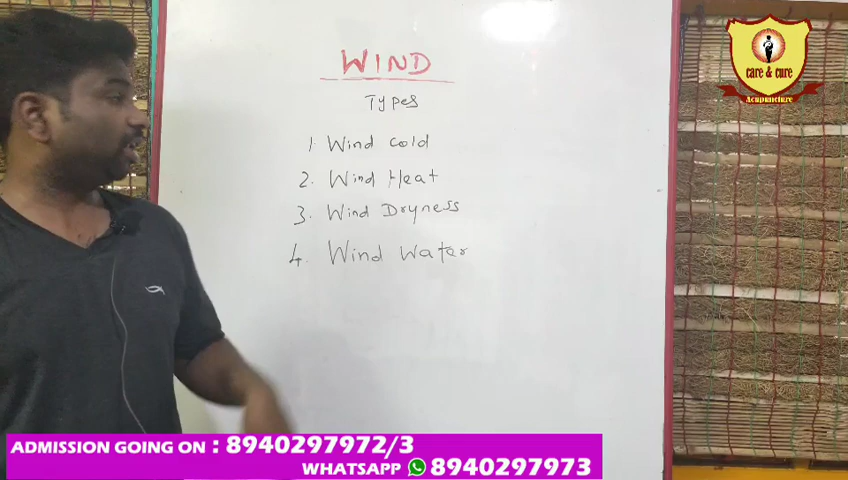 WIND
Types
1. Wind cold
2. Wind Heat
3. Wind Dryness
4. Wind Water
care & cure
Acupuncture
ADMISSION GOING ON : 8940297972/3
WHATSAPP 8940297973